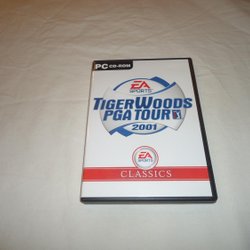 PC CD-ROM
EA
SPORTS
TIGER WOODS
PGA TOUR
2001
EA
SPORTS
CLASSICS